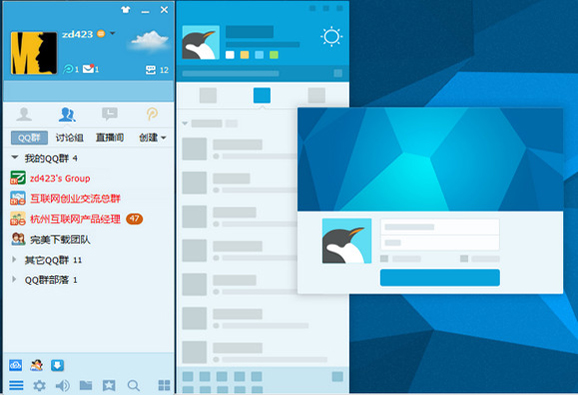 zd423
1
1
12
QQ群
讨论组
直播间
创建
我的QQ群 4
zd423's Group
互联网创业交流总群
杭州互联网产品经理 47
完美下载团队
其它QQ群 11
QQ群部落 1